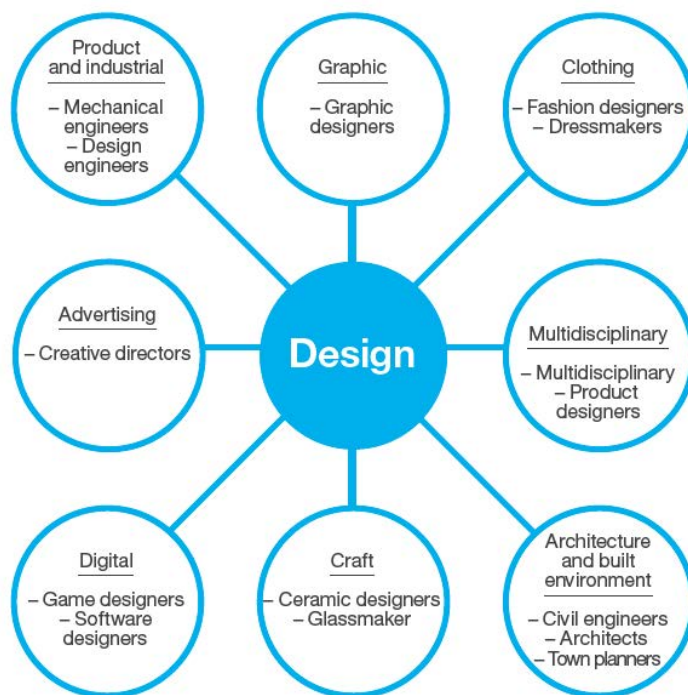 Product
and industrial
– Mechanical
engineers
– Design
engineers
Graphic
– Graphic
designers
Clothing
– Fashion designers
– Dressmakers
Advertising
– Creative directors
Design
Multidisciplinary
– Multidisciplinary
– Product
designers
Digital
– Game designers
– Software
designers
Craft
– Ceramic designers
– Glassmaker
Architecture
and built
environment
– Civil engineers
– Architects
– Town planners